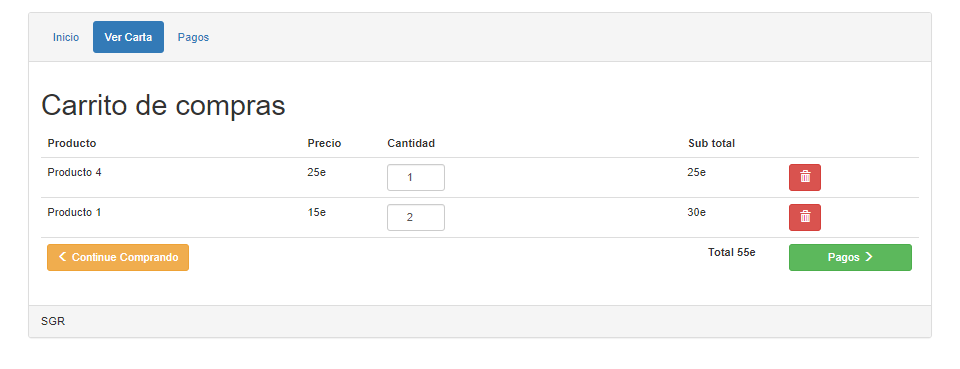 Inicio Ver Carta Pagos
Carrito de compras
Producto Precio Cantidad Sub total
Producto 4 25e 1 25e
Producto 1 15e 2 30e
Continue Comprando Total 55e Pagos
SGR